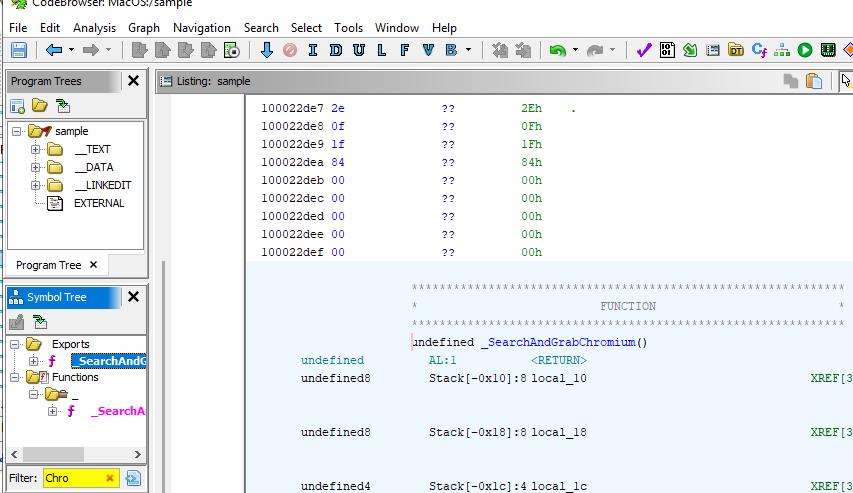 CodeBrowser: MacOS:/sample
File Edit Analysis Graph Navigation Search Select Tools Window Help
I D U L F V B
Program Trees
Listing: sample
sample
__TEXT
__DATA
__LINKEDIT
EXTERNAL
Program Tree
Symbol Tree
Exports
f _SearchAndG
Functions
_
f _SearchA
Filter: Chro
100022de7 2e ?? 2Eh .
100022de8 0f ?? 0Fh
100022de9 1f ?? 1Fh
100022dea 84 ?? 84h
100022deb 00 ?? 00h
100022dec 00 ?? 00h
100022ded 00 ?? 00h
100022dee 00 ?? 00h
100022def 00 ?? 00h
* FUNCTION *
undefined _SearchAndGrabChromium()
undefined AL:1 <RETURN>
undefined8 Stack[-0x10]:8 local_10 XREF[3
undefined8 Stack[-0x18]:8 local_18 XREF[3
undefined4 Stack[-0x1c]:4 local_1c XREF[3